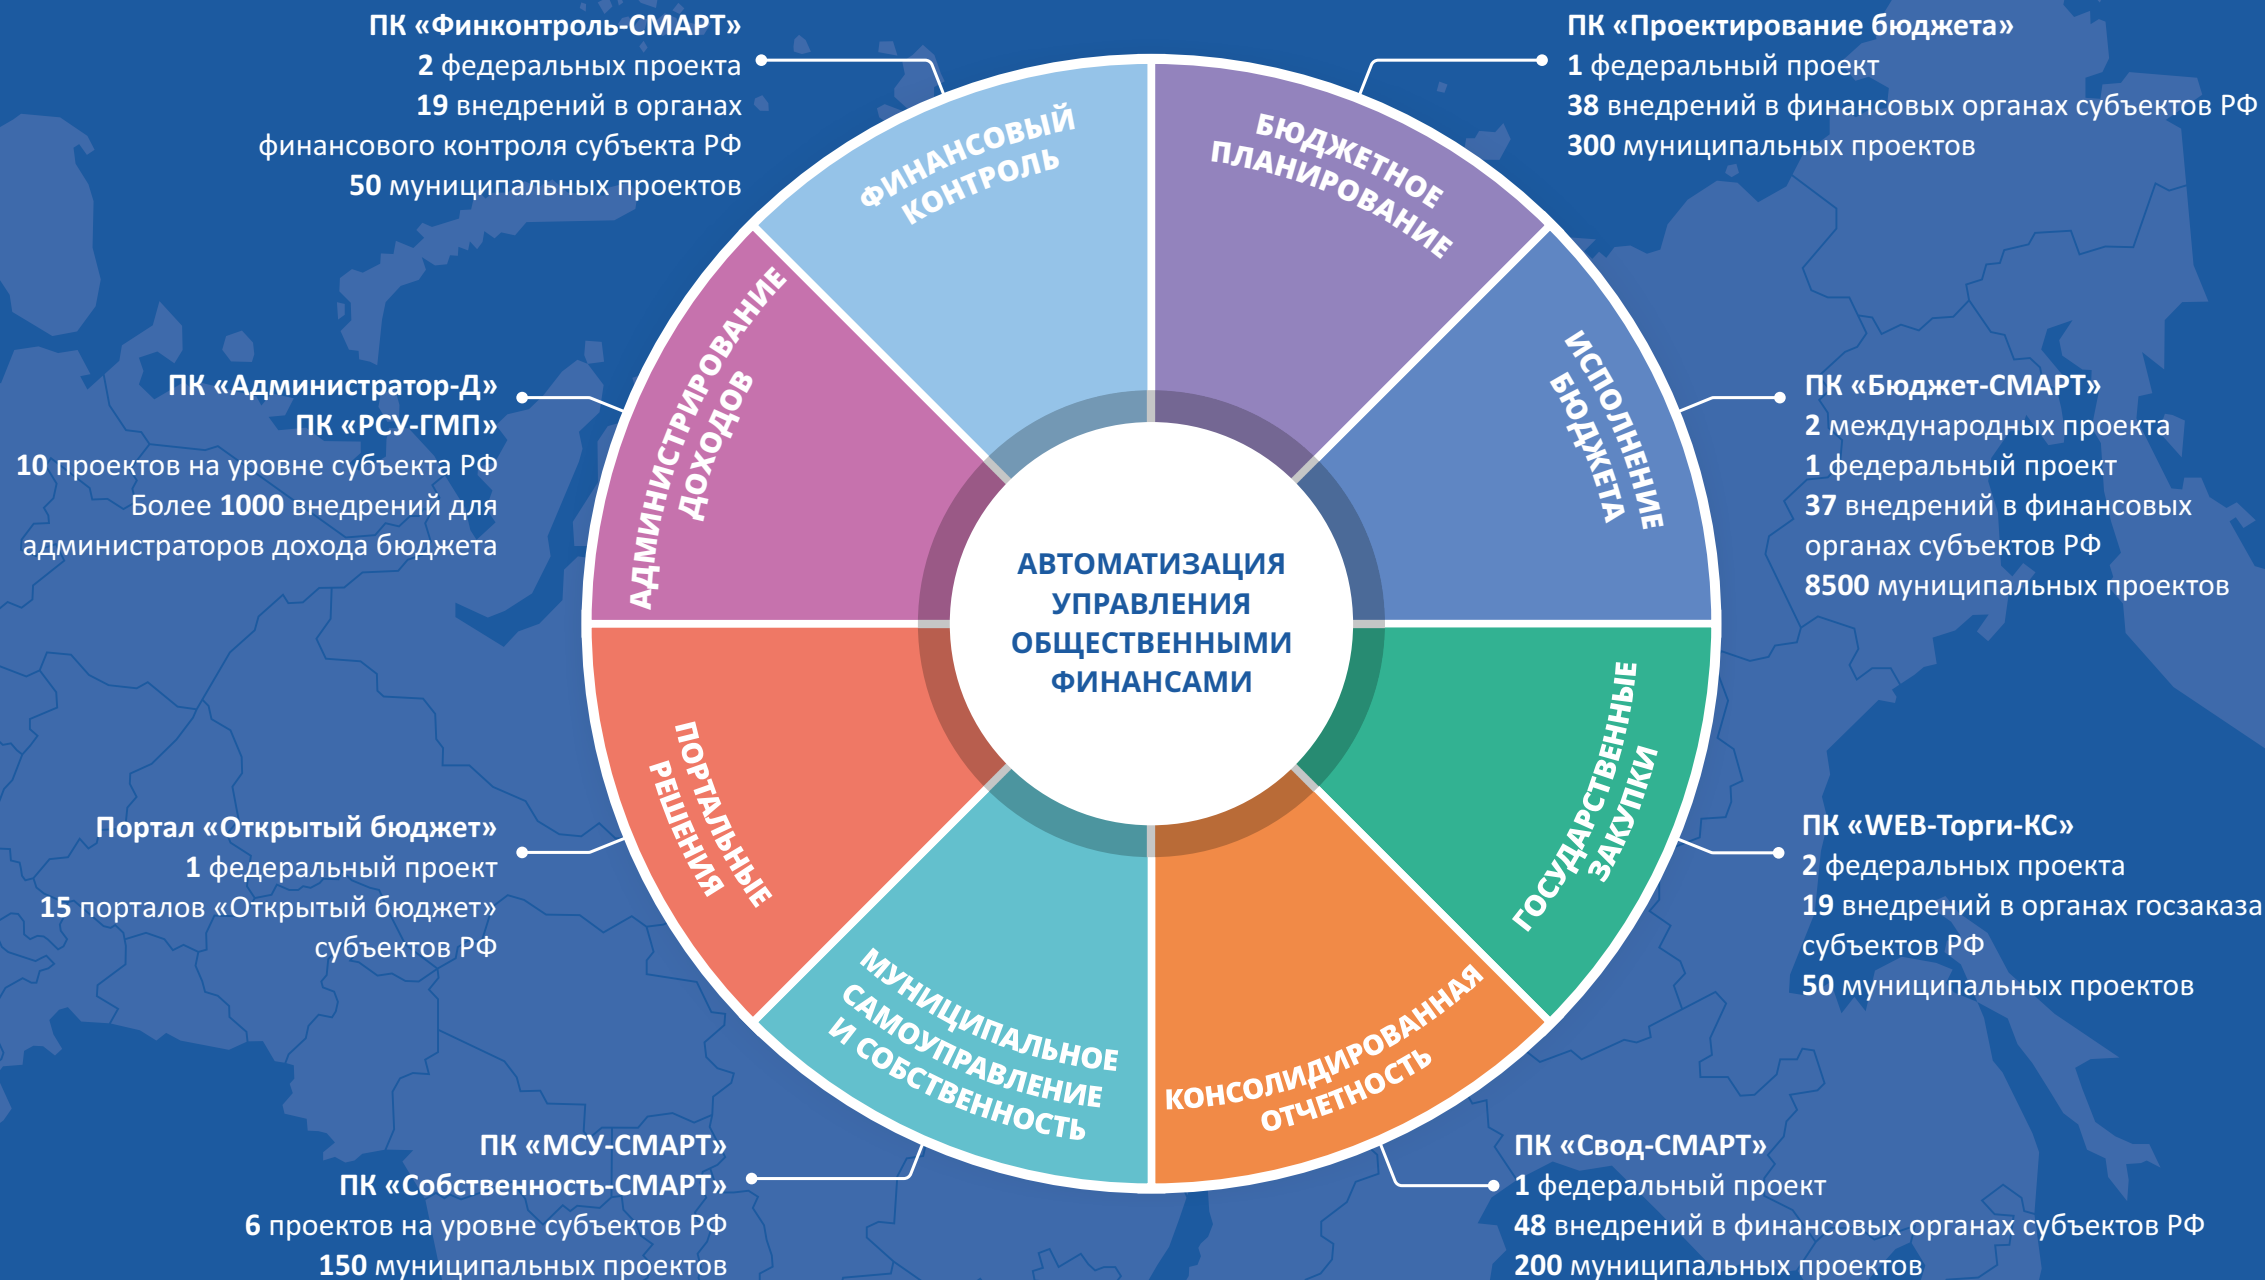 ПК «Финконтроль-СМАРТ»
2 федеральных проекта
19 внедрений в органах
финансового контроля субъекта РФ
50 муниципальных проектов
ПК «Проектирование бюджета»
1 федеральный проект
38 внедрений в финансовых органах субъектов РФ
300 муниципальных проектов
ФИНАНСОВЫЙ
КОНТРОЛЬ
БЮДЖЕТНОЕ
ПЛАНИРОВАНИЕ
АДМИНИСТРИРОВАНИЕ
ДОХОДОВ
ИСПОЛНЕНИЕ
БЮДЖЕТА
ПК «Администратор-Д»
ПК «РСУ-ГМП»
10 проектов на уровне субъекта РФ
Более 1000 внедрений для
администраторов дохода бюджета
ПК «Бюджет-СМАРТ»
2 международных проекта
1 федеральный проект
37 внедрений в финансовых
органах субъектов РФ
8500 муниципальных проектов
АВТОМАТИЗАЦИЯ
УПРАВЛЕНИЯ
ОБЩЕСТВЕННЫМИ
ФИНАНСАМИ
ПОРТАЛЬНЫЕ
РЕШЕНИЯ
ГОСУДАРСТВЕННЫЕ
ЗАКУПКИ
Портал «Открытый бюджет»
1 федеральный проект
15 порталов «Открытый бюджет»
субъектов РФ
ПК «WEB-Торги-КС»
2 федеральных проекта
19 внедрений в органах госзаказа
субъектов РФ
50 муниципальных проектов
МУНИЦИПАЛЬНОЕ
САМОУПРАВЛЕНИЕ
И СОБСТВЕННОСТЬ
КОНСОЛИДИРОВАННАЯ
ОТЧЕТНОСТЬ
ПК «МСУ-СМАРТ»
ПК «Собственность-СМАРТ»
6 проектов на уровне субъектов РФ
150 муниципальных проектов
ПК «Свод-СМАРТ»
1 федеральный проект
48 внедрений в финансовых органах субъектов РФ
200 муниципальных проектов